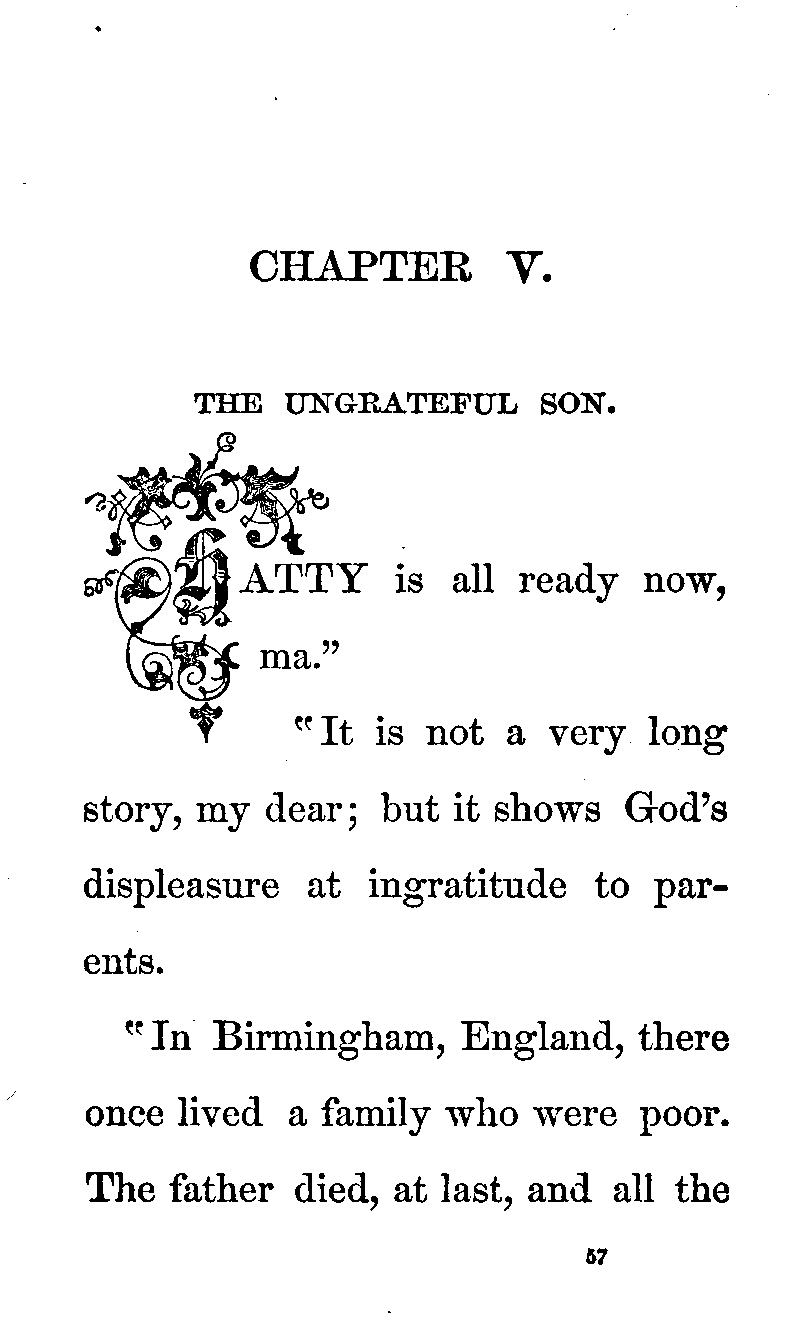 CHAPTER V.
THE UNGRATEFUL SON.
HATTY is all ready now,
ma.”
“It is not a very long
story, my dear; but it shows God’s
displeasure at ingratitude to par-
ents.
“In Birmingham, England, there
once lived a family who were poor.
The father died, at last, and all the
57